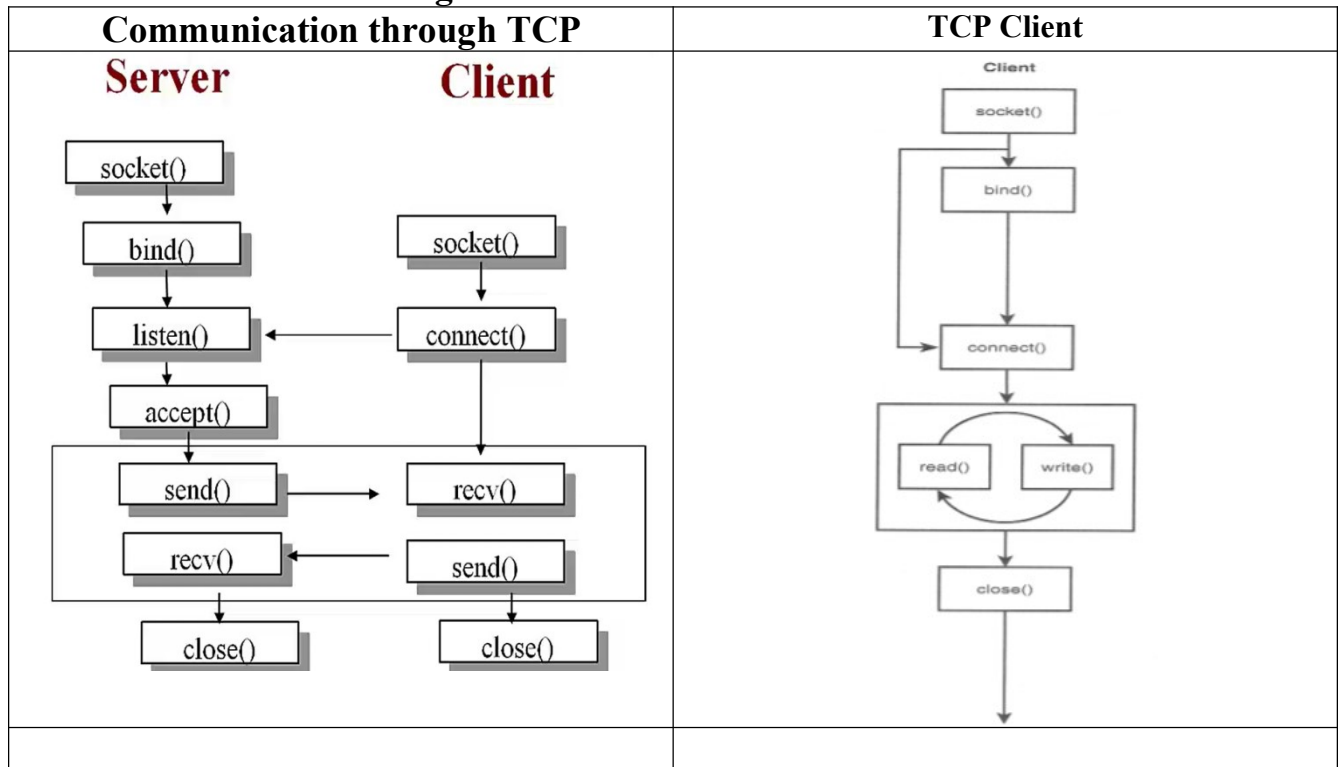 Communication through TCP
TCP Client
Server
Client
socket()
bind()
listen()
accept()
send()
recv()
close()
socket()
connect()
recv()
send()
close()
Client
socket()
bind()
connect()
read()
write()
close()